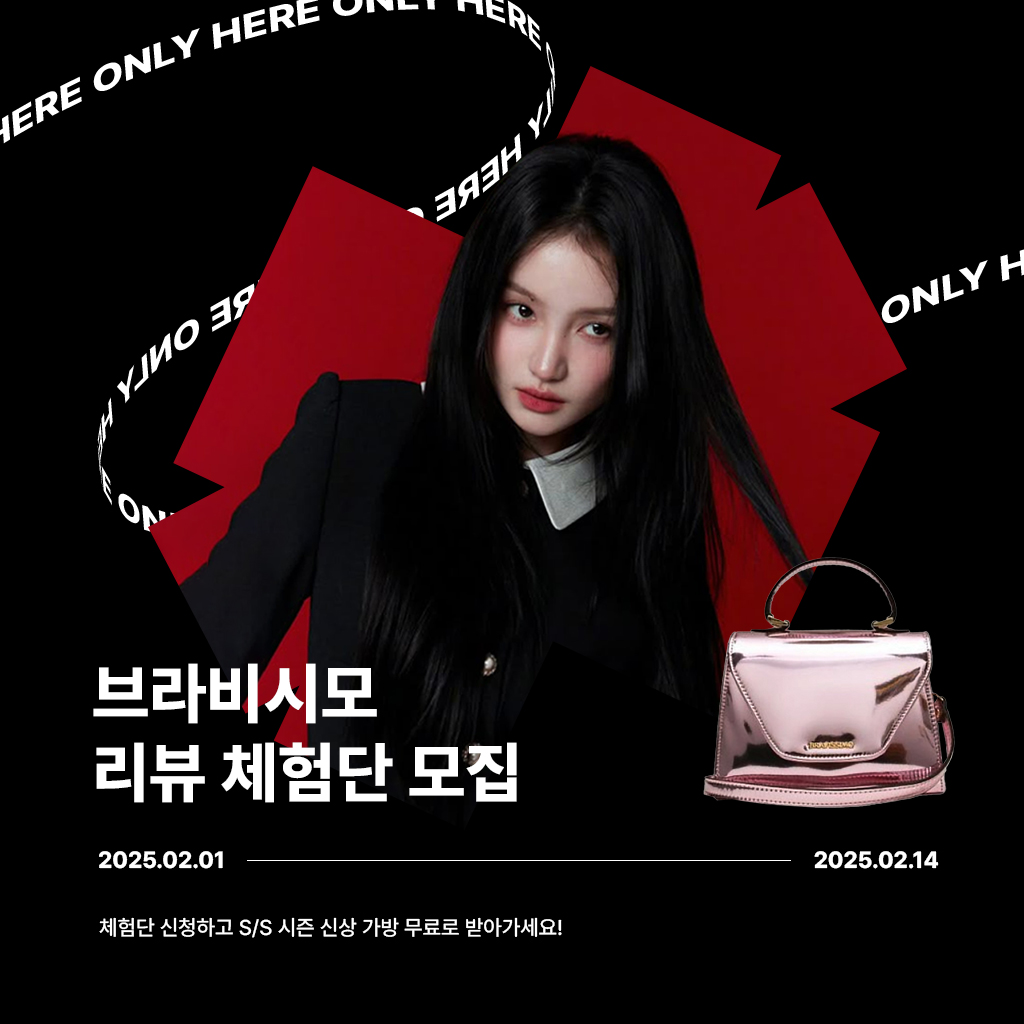 HERE ONLY HERE ONLY HERE ONLY HERE ONLY HERE ONLY H
ONLY H
브라비시모
리뷰 체험단 모집
2025.02.01
2025.02.14
체험단 신청하고 S/S 시즌 신상 가방 무료로 받아가세요!